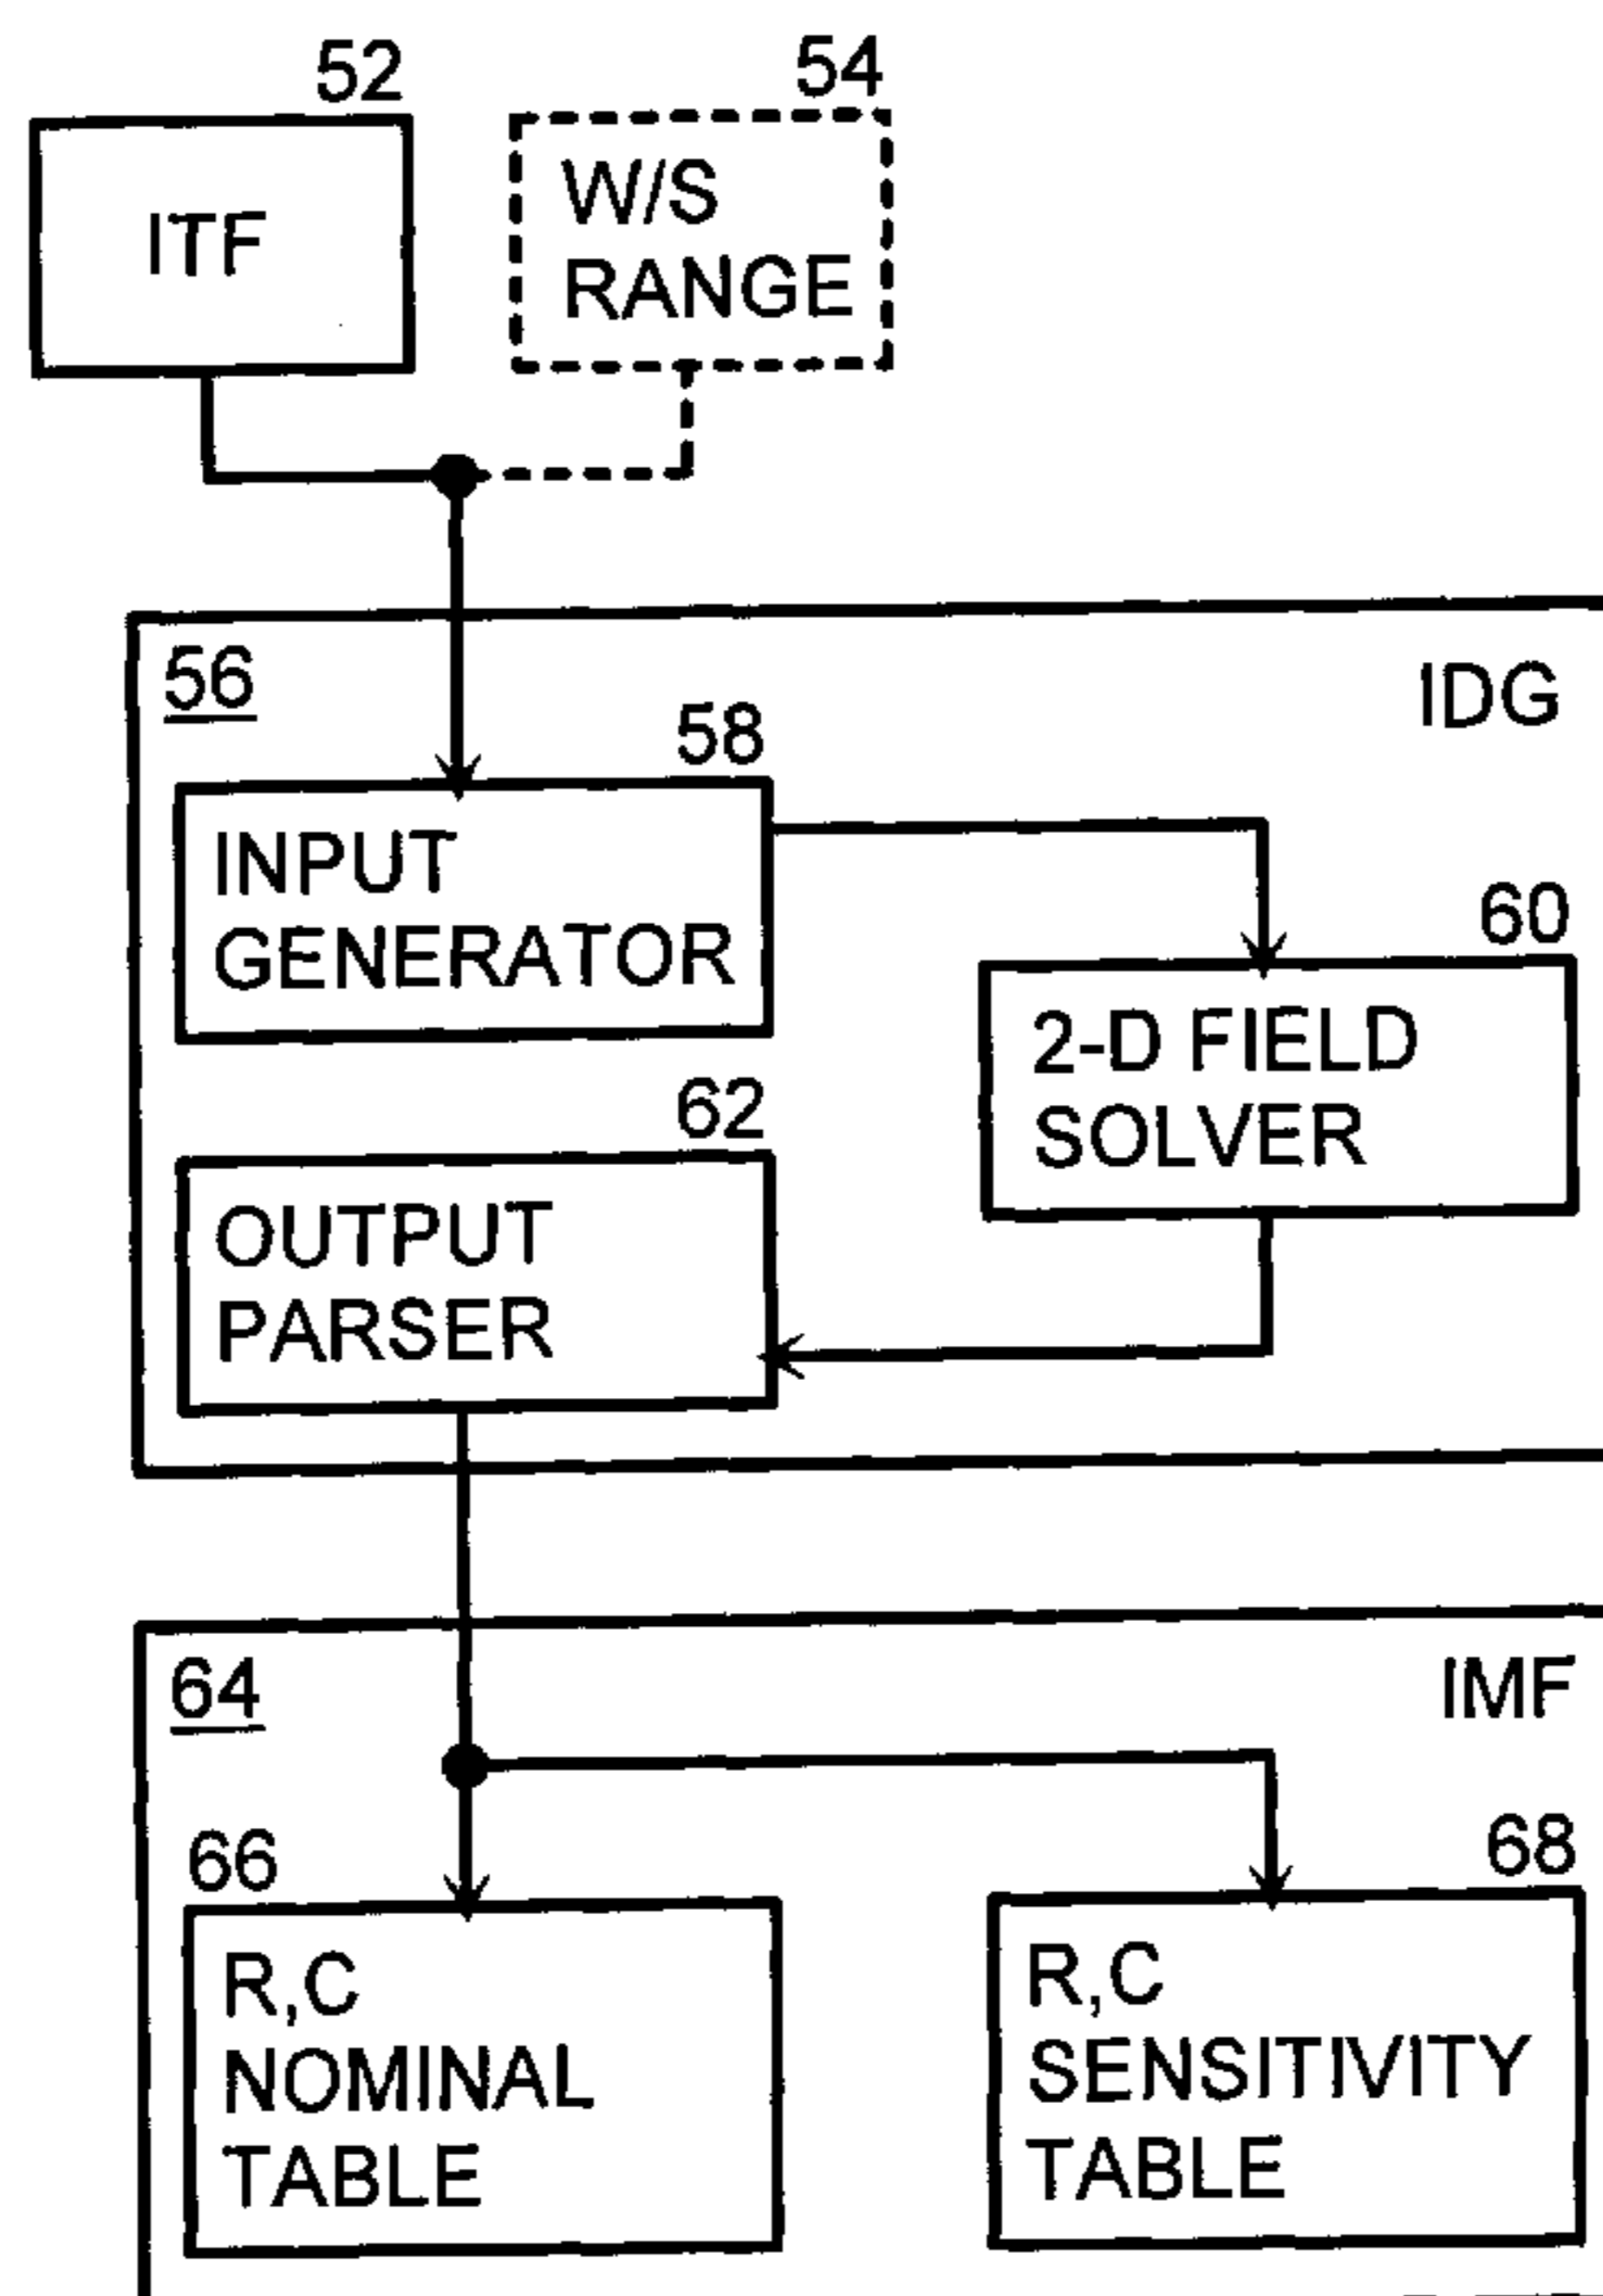 52
54
ITF
W/S
RANGE
56
IDG
58
INPUT
GENERATOR
60
2-D FIELD
SOLVER
62
OUTPUT
PARSER
64
IMF
66
68
R,C
NOMINAL
TABLE
R,C
SENSITIVITY
TABLE